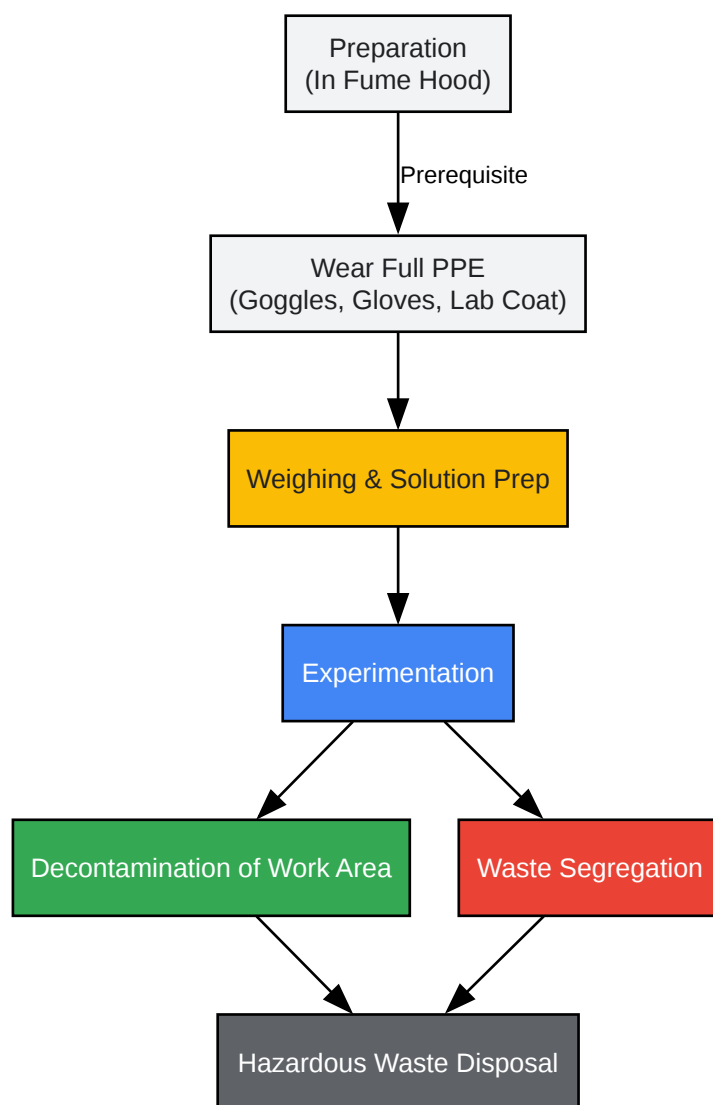 Preparation
(In Fume Hood)
Prerequisite
Wear Full PPE
(Goggles, Gloves, Lab Coat)
Weighing & Solution Prep
Experimentation
Decontamination of Work Area
Waste Segregation
Hazardous Waste Disposal